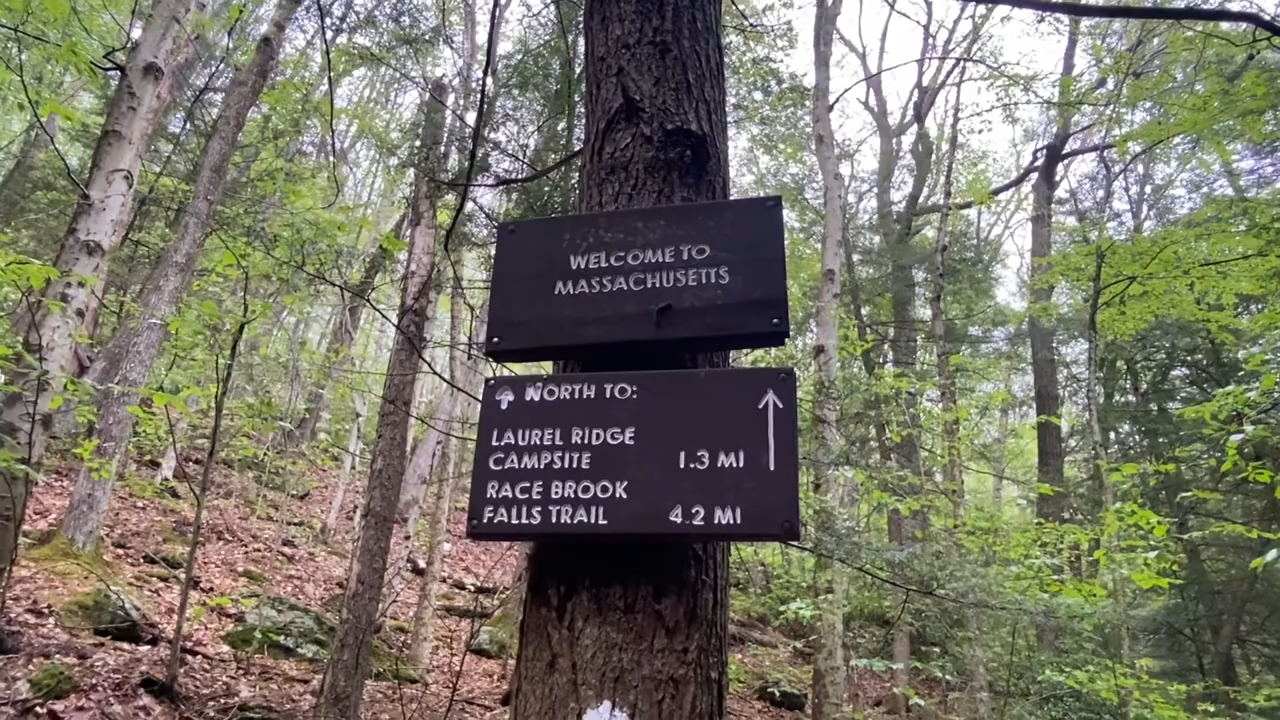 WELCOME TO
MASSACHUSETTS
NORTH TO:
LAUREL RIDGE
CAMPSITE 1.3 MI
RACE BROOK
FALLS TRAIL 4.2 MI